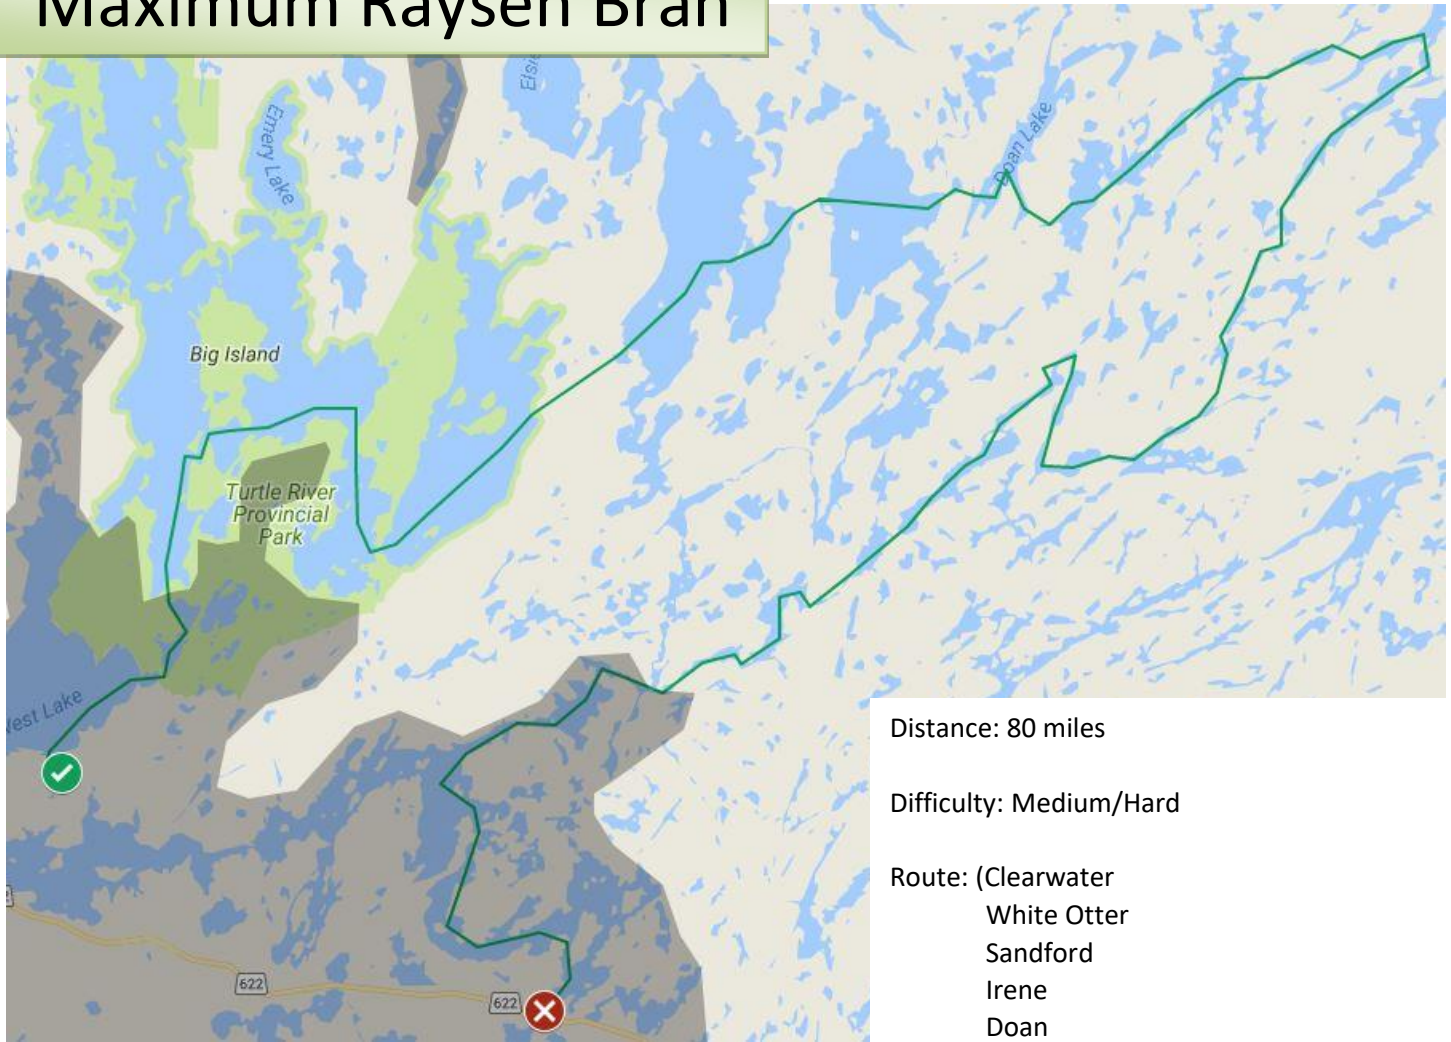 Maximum Raysen Bran
Emery Lake
Doan Lake
Big Island
Turtle River
Provincial
Park
West Lake
622
622
Distance: 80 miles
Difficulty: Medium/Hard
Route: (Clearwater
White Otter
Sandford
Irene
Doan